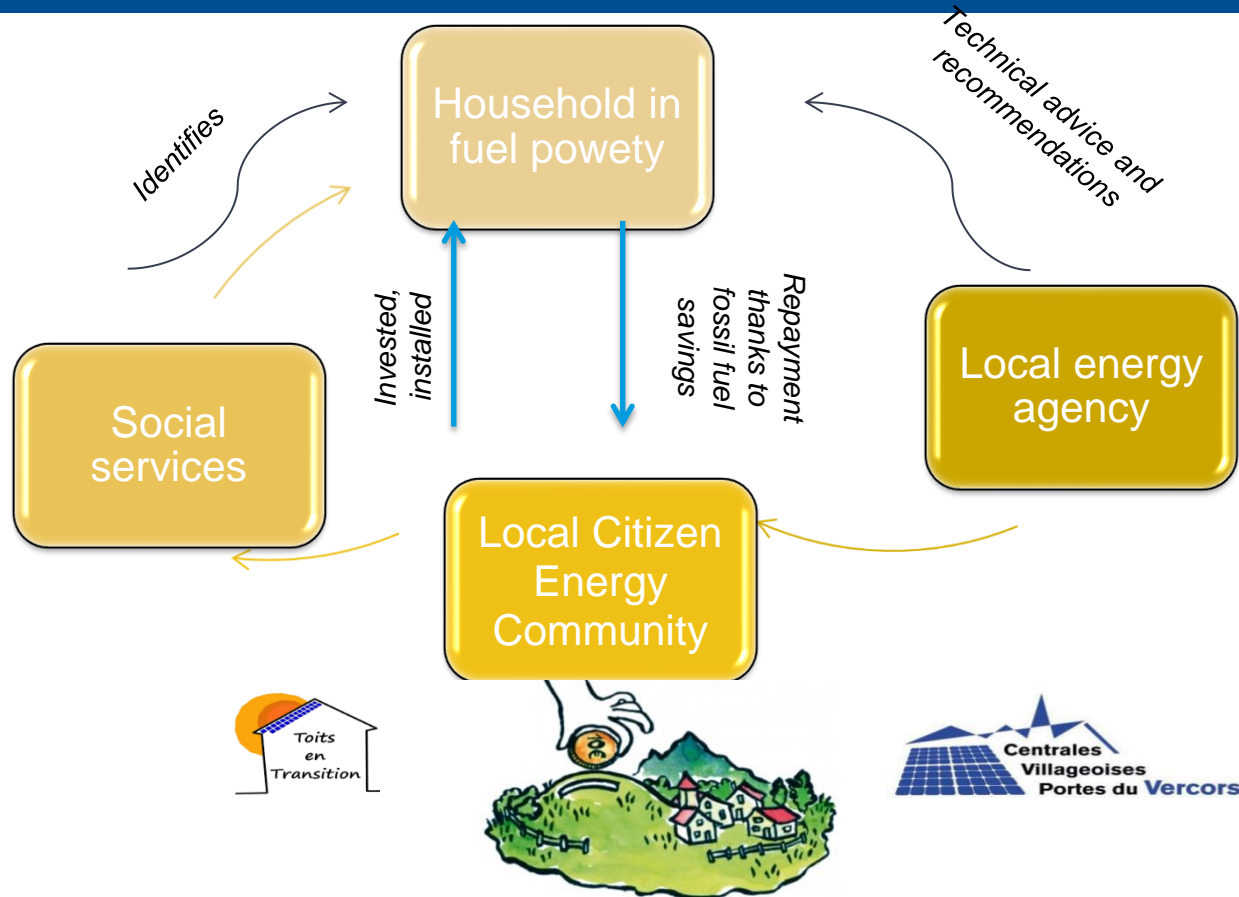 Technical advice and
recommendations
Household in
fuel powety
Identifies
Invested,
installed
Repayment
thanks to
fossil fuel
savings
Local energy
agency
Social
services
Local Citizen
Energy
Community
10€
Toits
en
Transition
Centrales
Villageoises
Portes du Vercors